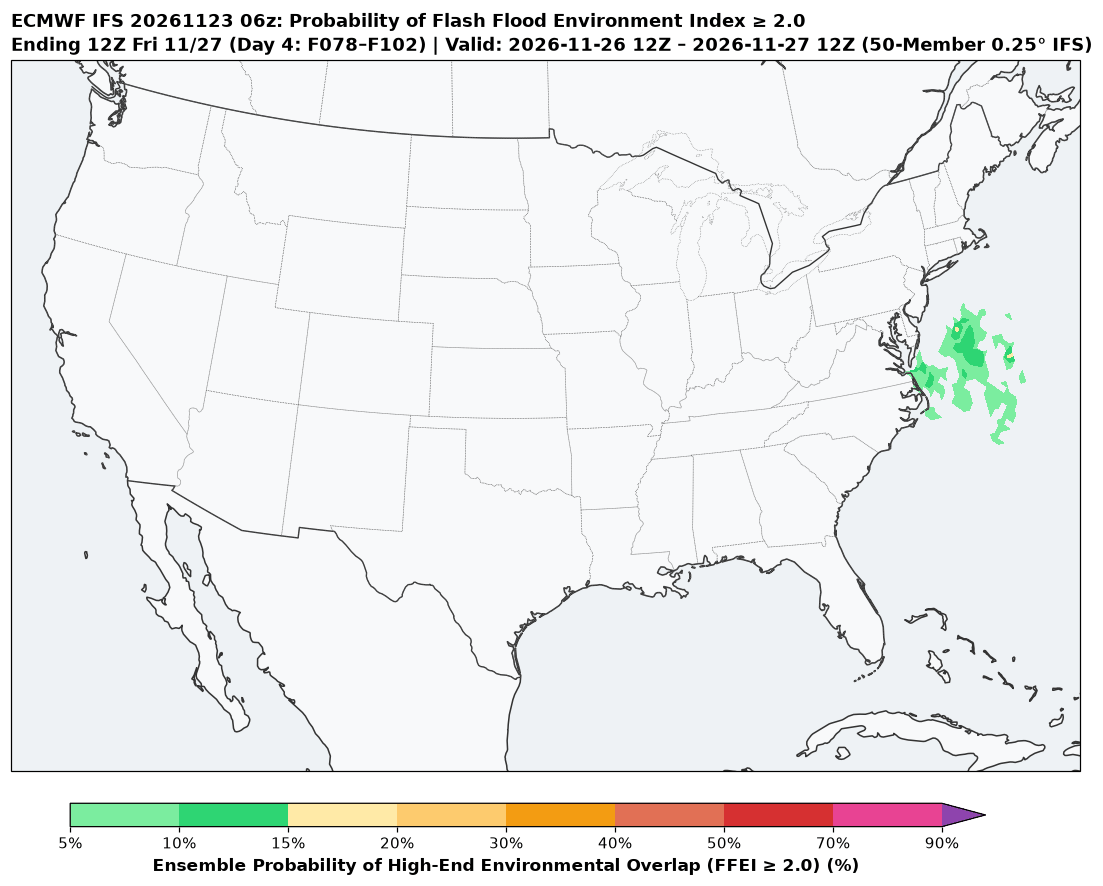 ECMWF IFS 20261123 06z: Probability of Flash Flood Environment Index ≥ 2.0
Ending 12Z Fri 11/27 (Day 4: F078–F102) | Valid: 2026-11-26 12Z – 2026-11-27 12Z (50-Member 0.25° IFS)
5% 10% 15% 20% 30% 40% 50% 70% 90%
Ensemble Probability of High-End Environmental Overlap (FFEI ≥ 2.0) (%)